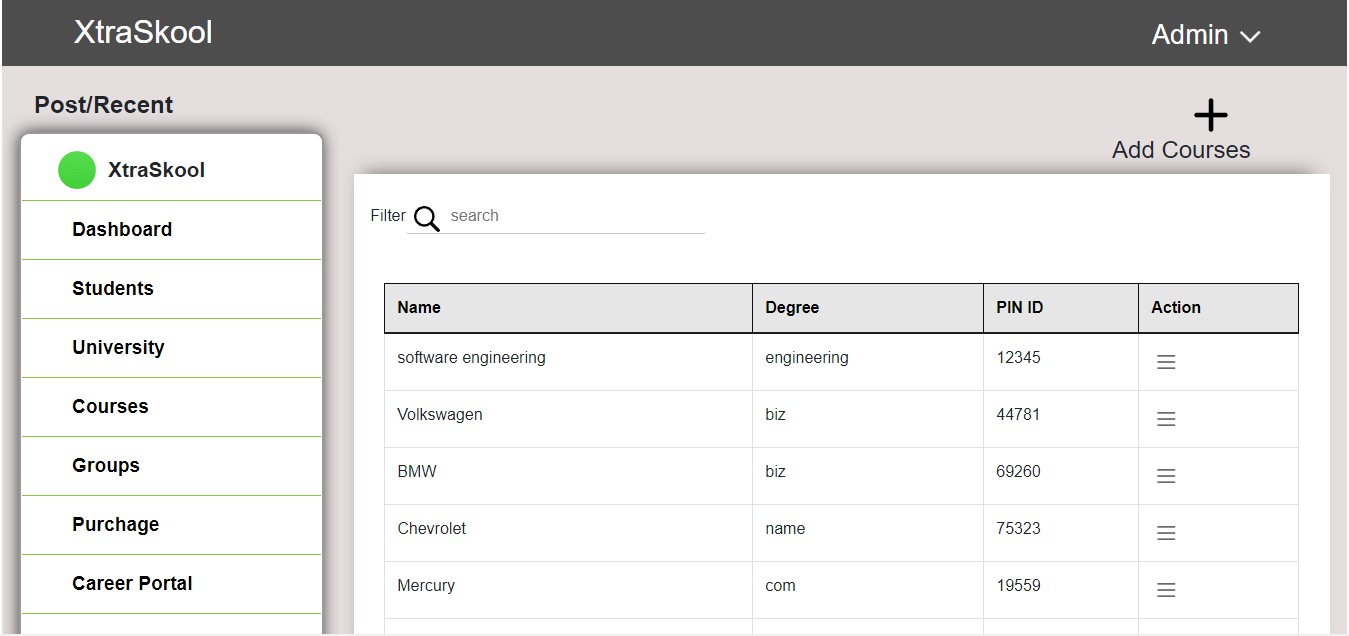 XtraSkool
Admin
Post/Recent
Add Courses
XtraSkool
Dashboard
Students
University
Courses
Groups
Purchage
Career Portal
Filter search
Name Degree PIN ID Action
software engineering engineering 12345
Volkswagen biz 44781
BMW biz 69260
Chevrolet name 75323
Mercury com 19559